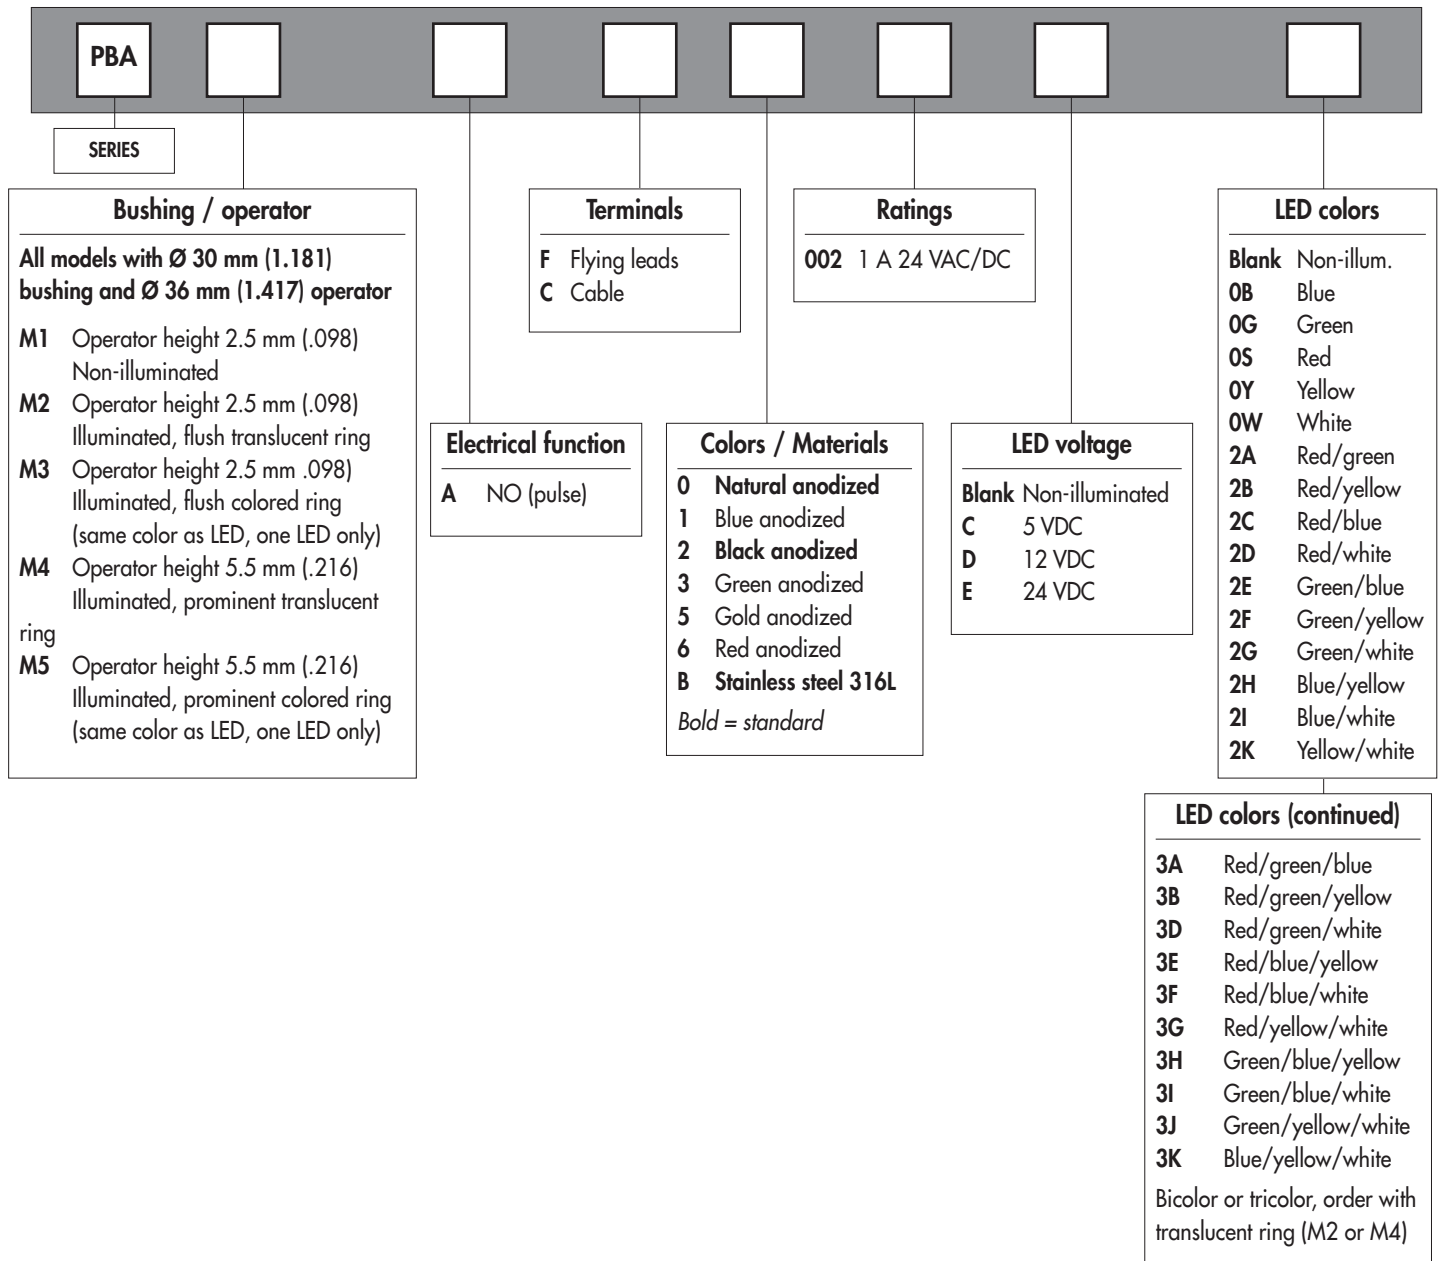 PBA
SERIES
Bushing / operator
All models with Ø 30 mm (1.181)
bushing and Ø 36 mm (1.417) operator
M1 Operator height 2.5 mm (.098)
Non-illuminated
M2 Operator height 2.5 mm (.098)
Illuminated, flush translucent ring
M3 Operator height 2.5 mm .098)
Illuminated, flush colored ring
(same color as LED, one LED only)
M4 Operator height 5.5 mm (.216)
Illuminated, prominent translucent
ring
M5 Operator height 5.5 mm (.216)
Illuminated, prominent colored ring
(same color as LED, one LED only)
Electrical function
A NO (pulse)
Terminals
F Flying leads
C Cable
Colors / Materials
0 Natural anodized
1 Blue anodized
2 Black anodized
3 Green anodized
5 Gold anodized
6 Red anodized
B Stainless steel 316L
Bold = standard
Ratings
002 1 A 24 VAC/DC
LED voltage
Blank Non-illuminated
C 5 VDC
D 12 VDC
E 24 VDC
LED colors
Blank Non-illum.
0B Blue
0G Green
0S Red
0Y Yellow
0W White
2A Red/green
2B Red/yellow
2C Red/blue
2D Red/white
2E Green/blue
2F Green/yellow
2G Green/white
2H Blue/yellow
2I Blue/white
2K Yellow/white
LED colors (continued)
3A Red/green/blue
3B Red/green/yellow
3D Red/green/white
3E Red/blue/yellow
3F Red/blue/white
3G Red/yellow/white
3H Green/blue/yellow
3I Green/blue/white
3J Green/yellow/white
3K Blue/yellow/white
Bicolor or tricolor, order with
translucent ring (M2 or M4)